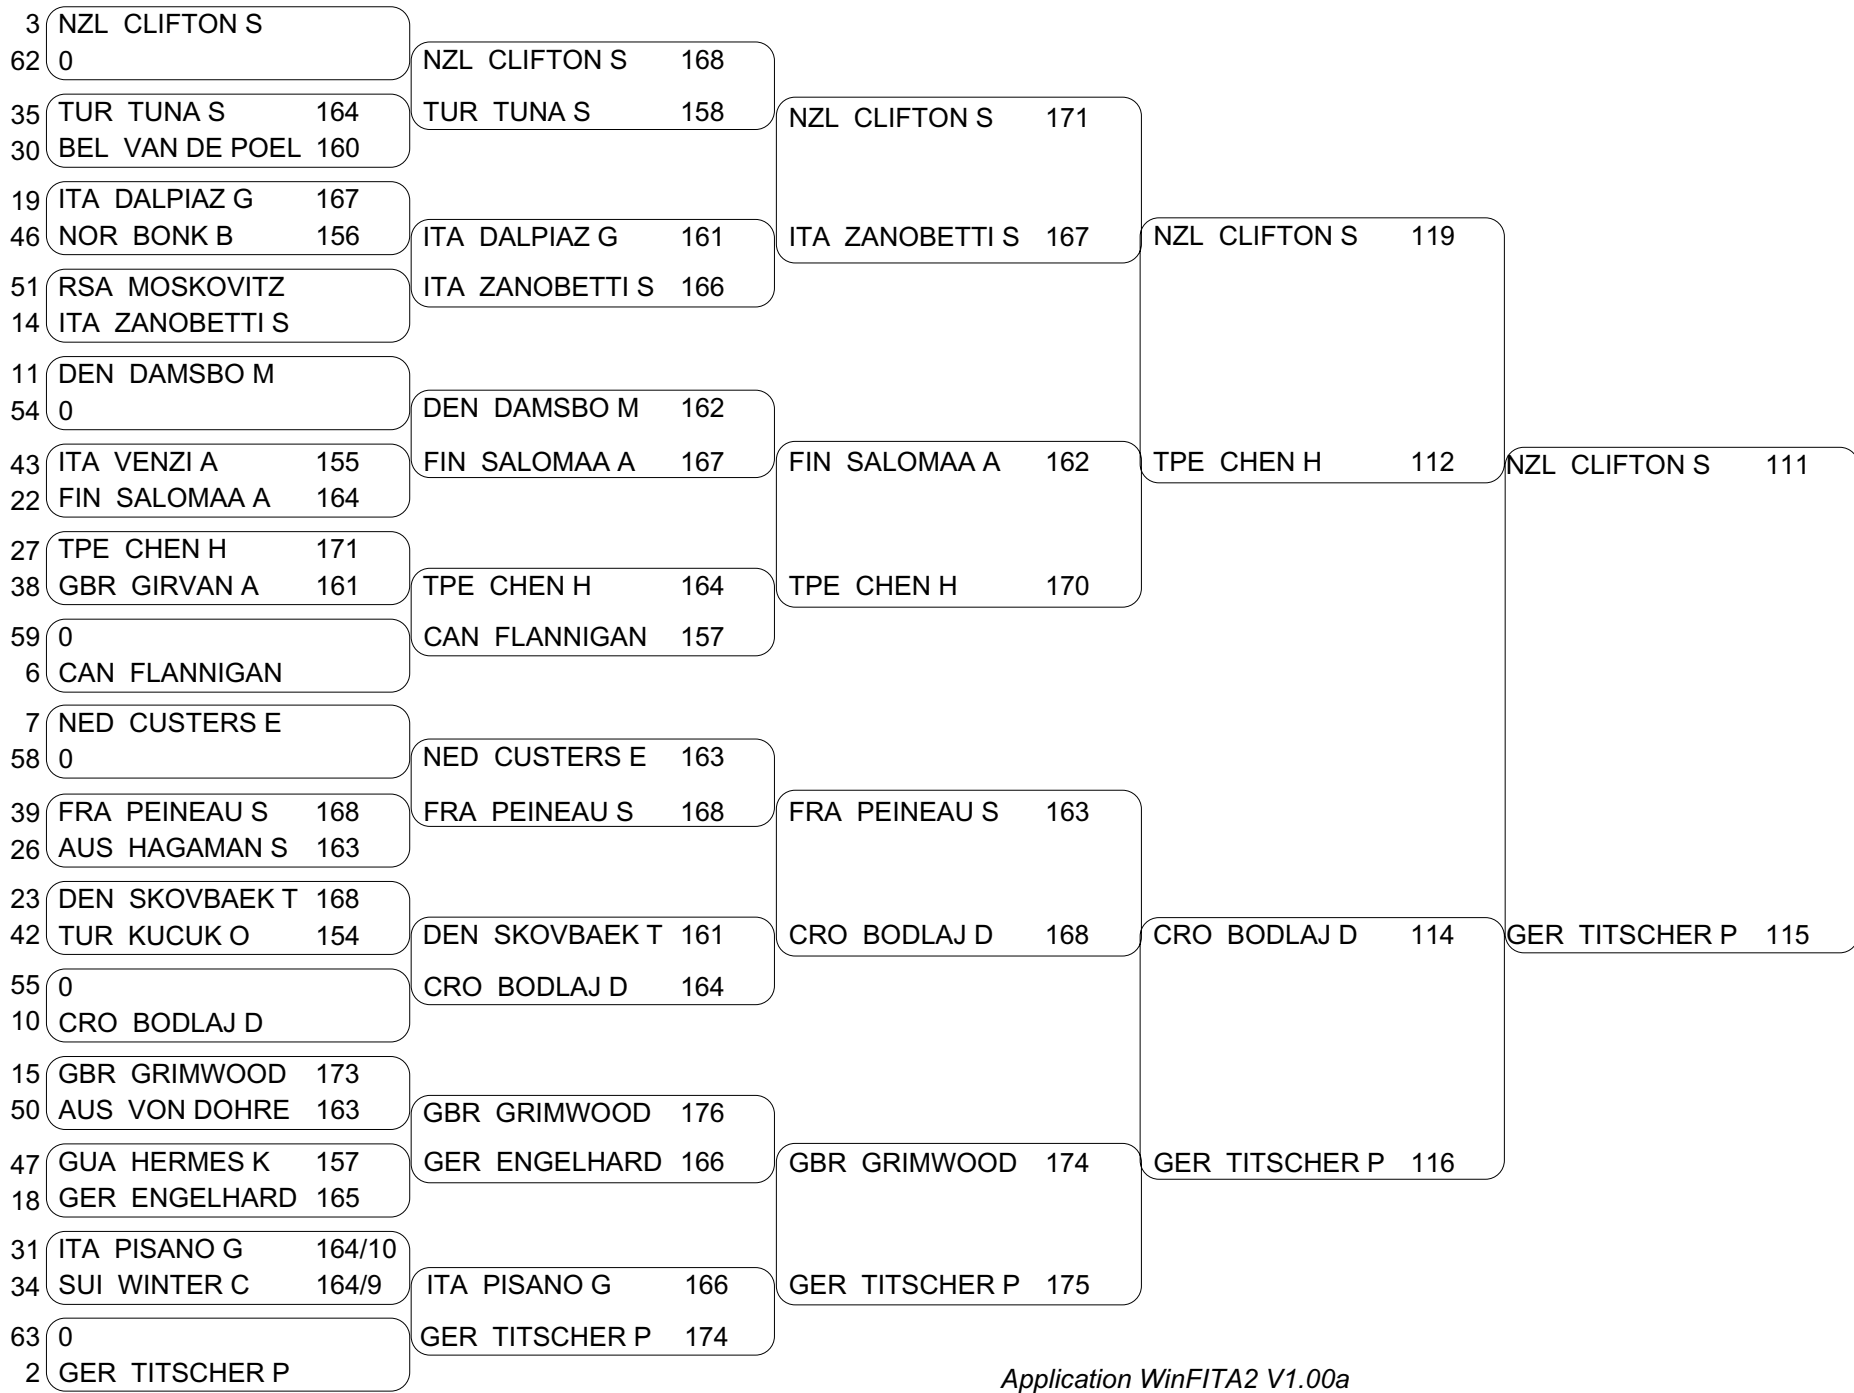 3 NZL CLIFTON S
62 0
35 TUR TUNA S 164
30 BEL VAN DE POEL 160
19 ITA DALPIAZ G 167
46 NOR BONK B 156
51 RSA MOSKOVITZ
14 ITA ZANOBETTI S
11 DEN DAMSBO M
54 0
43 ITA VENZI A 155
22 FIN SALOMAA A 164
27 TPE CHEN H 171
38 GBR GIRVAN A 161
59 0
6 CAN FLANNIGAN
7 NED CUSTERS E
58 0
39 FRA PEINEAU S 168
26 AUS HAGAMAN S 163
23 DEN SKOVBAEK T 168
42 TUR KUCUK O 154
55 0
10 CRO BODLAJ D
15 GBR GRIMWOOD 173
50 AUS VON DOHRE 163
47 GUA HERMES K 157
18 GER ENGELHARD 165
31 ITA PISANO G 164/10
34 SUI WINTER C 164/9
63 0
2 GER TITSCHER P
NZL CLIFTON S 168
TUR TUNA S 158
ITA DALPIAZ G 161
ITA ZANOBETTI S 166
DEN DAMSBO M 162
FIN SALOMAA A 167
TPE CHEN H 164
CAN FLANNIGAN 157
NED CUSTERS E 163
FRA PEINEAU S 168
DEN SKOVBAEK T 161
CRO BODLAJ D 164
GBR GRIMWOOD 176
GER ENGELHARD 166
ITA PISANO G 166
GER TITSCHER P 174
NZL CLIFTON S 171
ITA ZANOBETTI S 167
FIN SALOMAA A 162
TPE CHEN H 170
FRA PEINEAU S 163
CRO BODLAJ D 168
GBR GRIMWOOD 174
GER TITSCHER P 175
NZL CLIFTON S 119
TPE CHEN H 112
CRO BODLAJ D 114
GER TITSCHER P 116
NZL CLIFTON S 111
GER TITSCHER P 115
Application WinFITA2 V1.00a